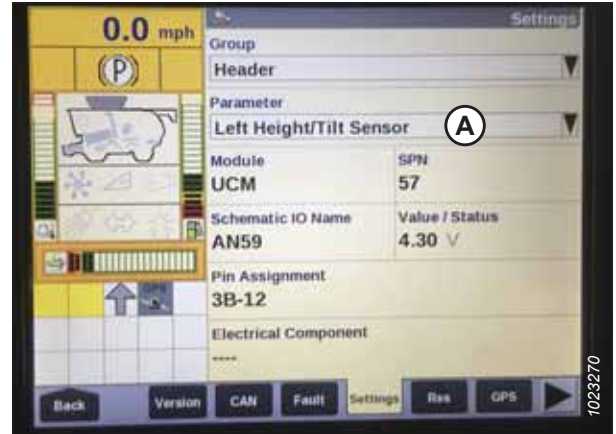 0.0 mph
Settings
(P)
Group
Header
Parameter
Left Height/Tilt Sensor
A
Module
UCM
SPN
57
Schematic IO Name
AN59
Value / Status
4.30 V
Pin Assignment
3B-12
Electrical Component
----
Back
Version
CAN
Fault
Settings
Res
GPS
1023270